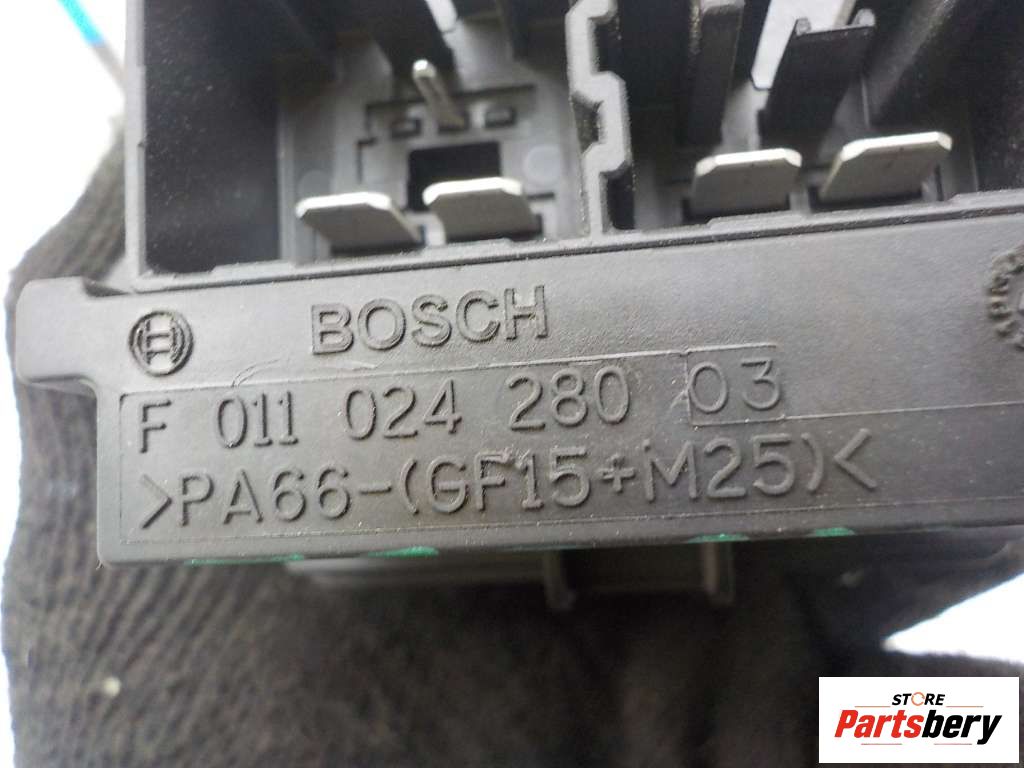 BOSCH
F 011 024 280 03
>PA66-(GF15+M25)<
STORE
Partsbery